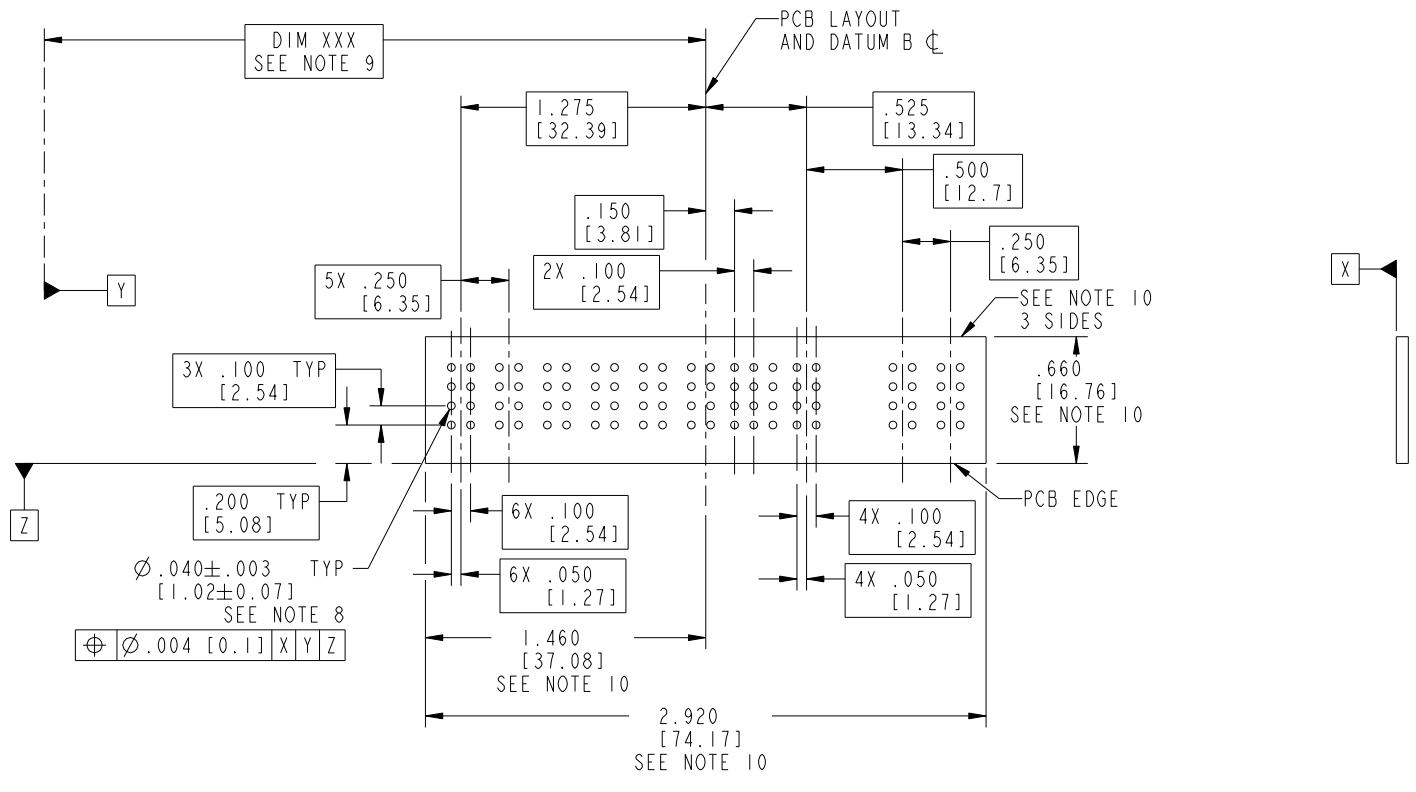 PCB LAYOUT
AND DATUM B ℄
DIM XXX
SEE NOTE 9
1.275
[32.39]
.525
[13.34]
.500
[12.7]
.150
[3.81]
.250
[6.35]
5X .250
[6.35]
2X .100
[2.54]
Y
X
SEE NOTE 10
3 SIDES
3X .100 TYP
[2.54]
.660
[16.76]
SEE NOTE 10
.200 TYP
[5.08]
Z
PCB EDGE
6X .100
[2.54]
4X .100
[2.54]
Ø.040±.003 TYP
[1.02±0.07]
SEE NOTE 8
6X .050
[1.27]
4X .050
[1.27]
⌖ Ø.004 [0.1] X Y Z
1.460
[37.08]
SEE NOTE 10
2.920
[74.17]
SEE NOTE 10